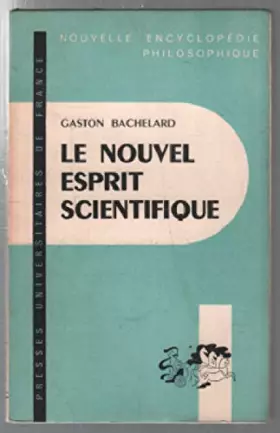 NOUVELLE ENCYCLOPÉDIE
PHILOSOPHIQUE
GASTON BACHELARD
LE NOUVEL
ESPRIT
SCIENTIFIQUE
PRESSES UNIVERSITAIRES DE FRANCE